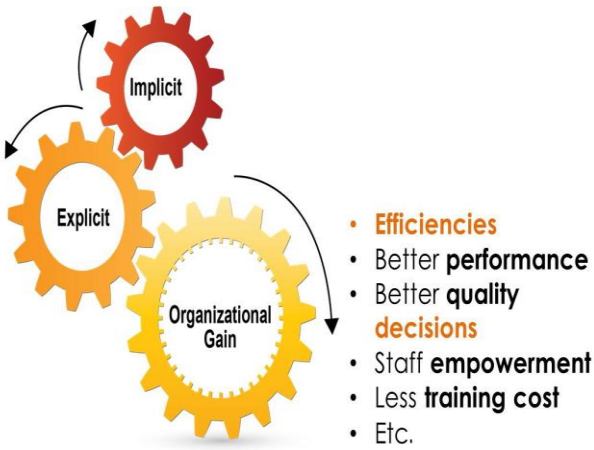 Implicit
Explicit
Organizational
Gain
• Efficiencies
• Better performance
• Better quality
decisions
• Staff empowerment
• Less training cost
• Etc.